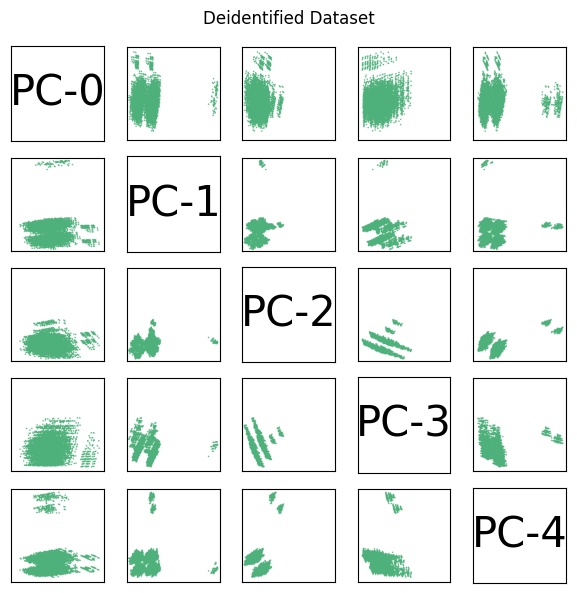 Deidentified Dataset
PC-0
PC-1
PC-2
PC-3
PC-4